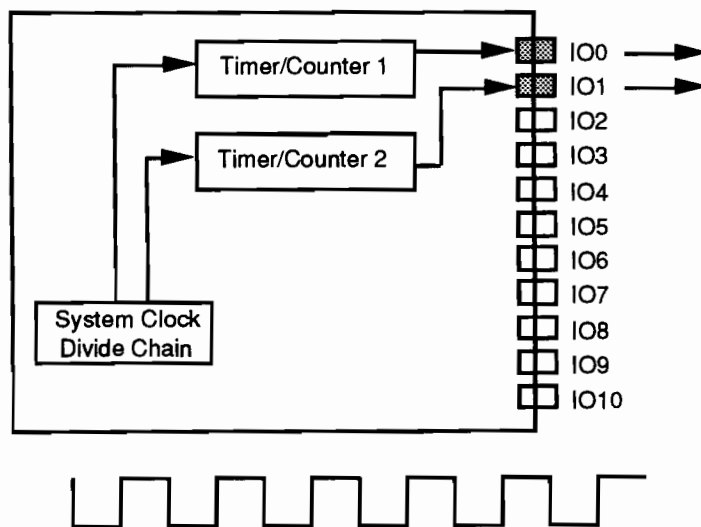 Timer/Counter 1
Timer/Counter 2
System Clock
Divide Chain
IO0
IO1
IO2
IO3
IO4
IO5
IO6
IO7
IO8
IO9
IO10